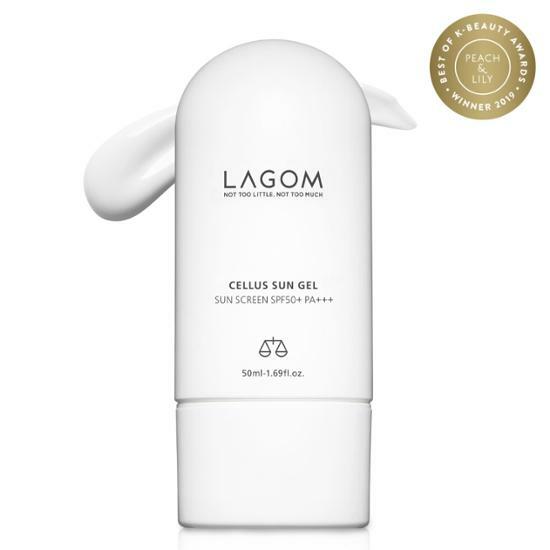 BEST OF K-BEAUTY AWARDS
PEACH
&
LILY
• WINNER 2019 •
LAGOM
NOT TOO LITTLE, NOT TOO MUCH
CELLUS SUN GEL
SUN SCREEN SPF50+ PA+++
50ml-1.69fl.oz.